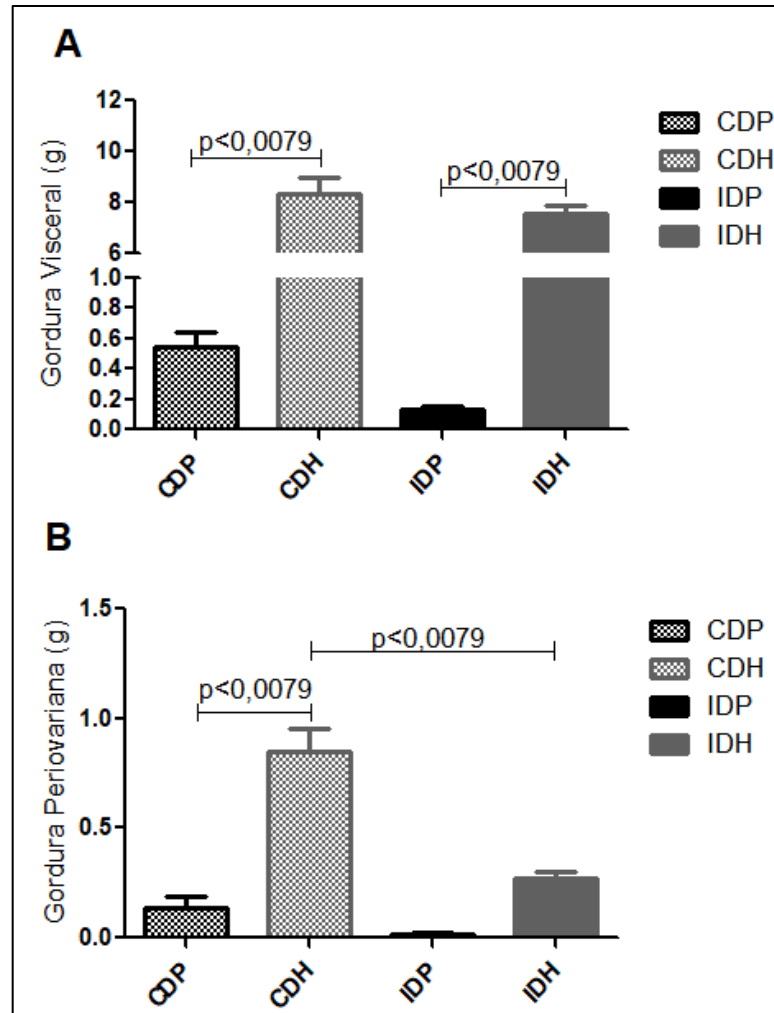 A
Gordura Visceral (g)
12
10
8
6
1.0
0.8
0.6
0.4
0.2
0.0
p<0,0079
p<0,0079
CDP
CDH
IDP
IDH
CDP
CDH
IDP
IDH
B
Gordura Periovariana (g)
1.5
1.0
0.5
0.0
p<0,0079
p<0,0079
CDP
CDH
IDP
IDH
CDP
CDH
IDP
IDH